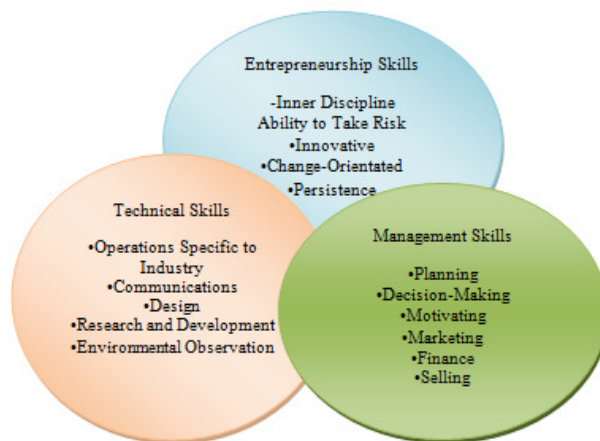 Entrepreneurship Skills
-Inner Discipline
Ability to Take Risk
•Innovative
•Change-Orientated
•Persistence
Technical Skills
•Operations Specific to
Industry
•Communications
•Design
•Research and Development
•Environmental Observation
Management Skills
•Planning
•Decision-Making
•Motivating
•Marketing
•Finance
•Selling